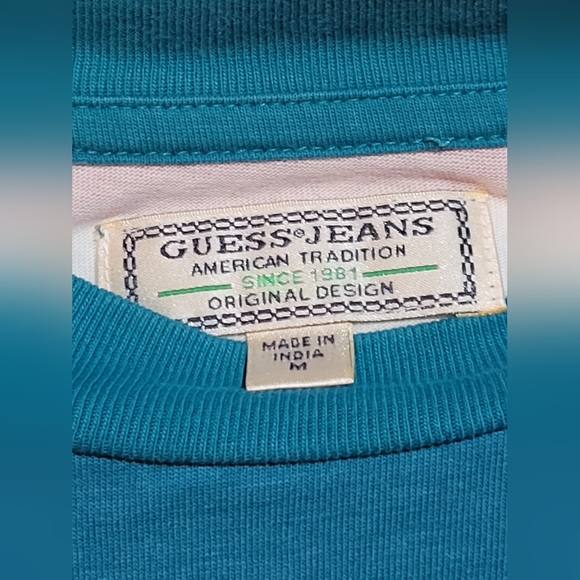 GUESS® JEANS
AMERICAN TRADITION
SINCE 1981
ORIGINAL DESIGN
MADE IN
INDIA
M